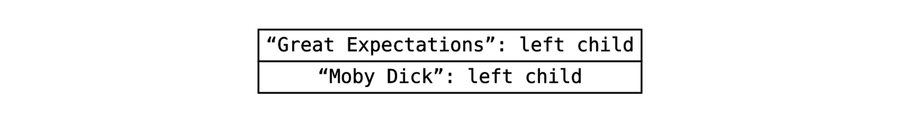 “Great Expectations”: left child
“Moby Dick”: left child